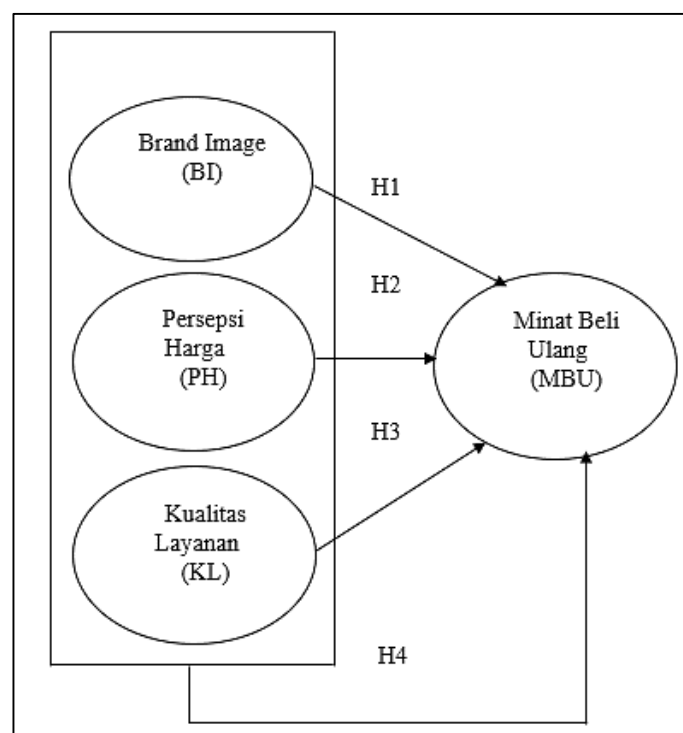 Brand Image
(BI)
H1
H2
Persepsi
Harga
(PH)
Minat Beli
Ulang
(MBU)
H3
Kualitas
Layanan
(KL)
H4